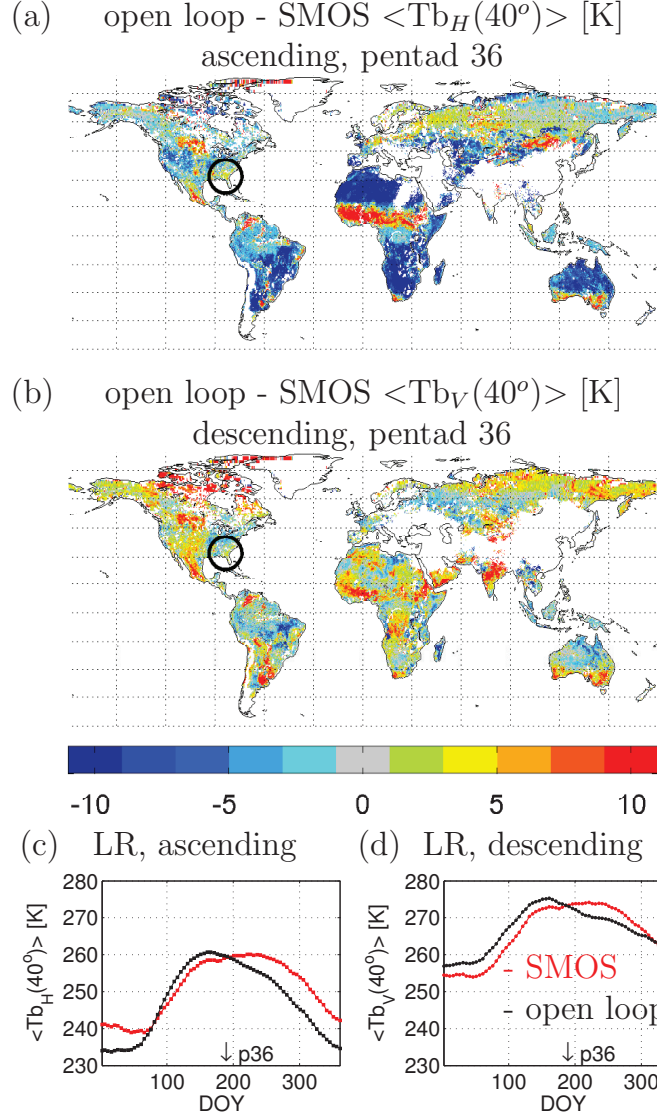 (a) open loop - SMOS <Tb_H(40°)> [K]
ascending, pentad 36
(b) open loop - SMOS <Tb_V(40°)> [K]
descending, pentad 36
-10 -5 0 5 10
(c) LR, ascending
280
270
260
250
240
230
<Tb_H(40°)> [K]
↓ p36
0 100 200 300
DOY
(d) LR, descending
280
270
260
250
240
230
<Tb_V(40°)> [K]
- SMOS
- open loop
↓ p36
0 100 200 300
DOY